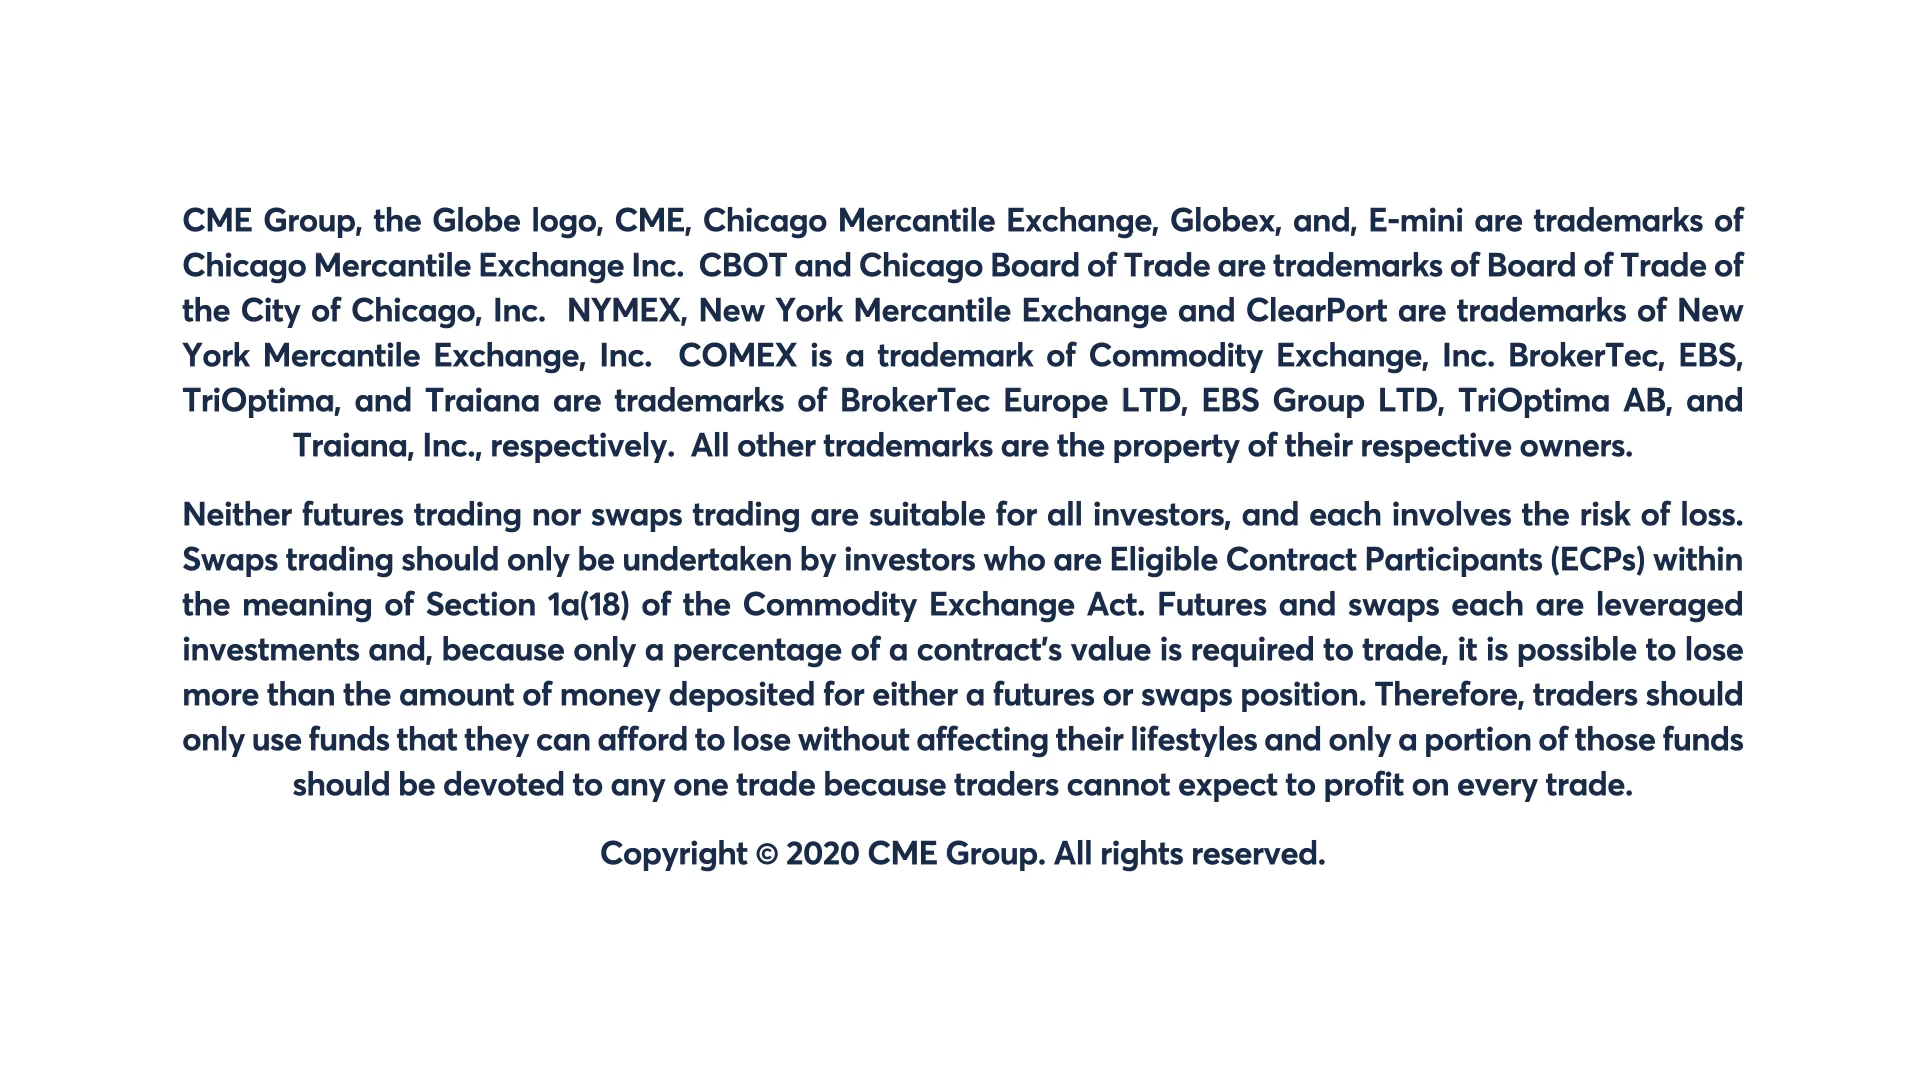 CME Group, the Globe logo, CME, Chicago Mercantile Exchange, Globex, and, E-mini are trademarks of
Chicago Mercantile Exchange Inc.  CBOT and Chicago Board of Trade are trademarks of Board of Trade of
the City of Chicago, Inc.  NYMEX, New York Mercantile Exchange and ClearPort are trademarks of New
York Mercantile Exchange, Inc.  COMEX is a trademark of Commodity Exchange, Inc. BrokerTec, EBS,
TriOptima, and Traiana are trademarks of BrokerTec Europe LTD, EBS Group LTD, TriOptima AB, and
Traiana, Inc., respectively.  All other trademarks are the property of their respective owners.
Neither futures trading nor swaps trading are suitable for all investors, and each involves the risk of loss.
Swaps trading should only be undertaken by investors who are Eligible Contract Participants (ECPs) within
the meaning of Section 1a(18) of the Commodity Exchange Act. Futures and swaps each are leveraged
investments and, because only a percentage of a contract’s value is required to trade, it is possible to lose
more than the amount of money deposited for either a futures or swaps position. Therefore, traders should
only use funds that they can afford to lose without affecting their lifestyles and only a portion of those funds
should be devoted to any one trade because traders cannot expect to profit on every trade.
Copyright © 2020 CME Group. All rights reserved.